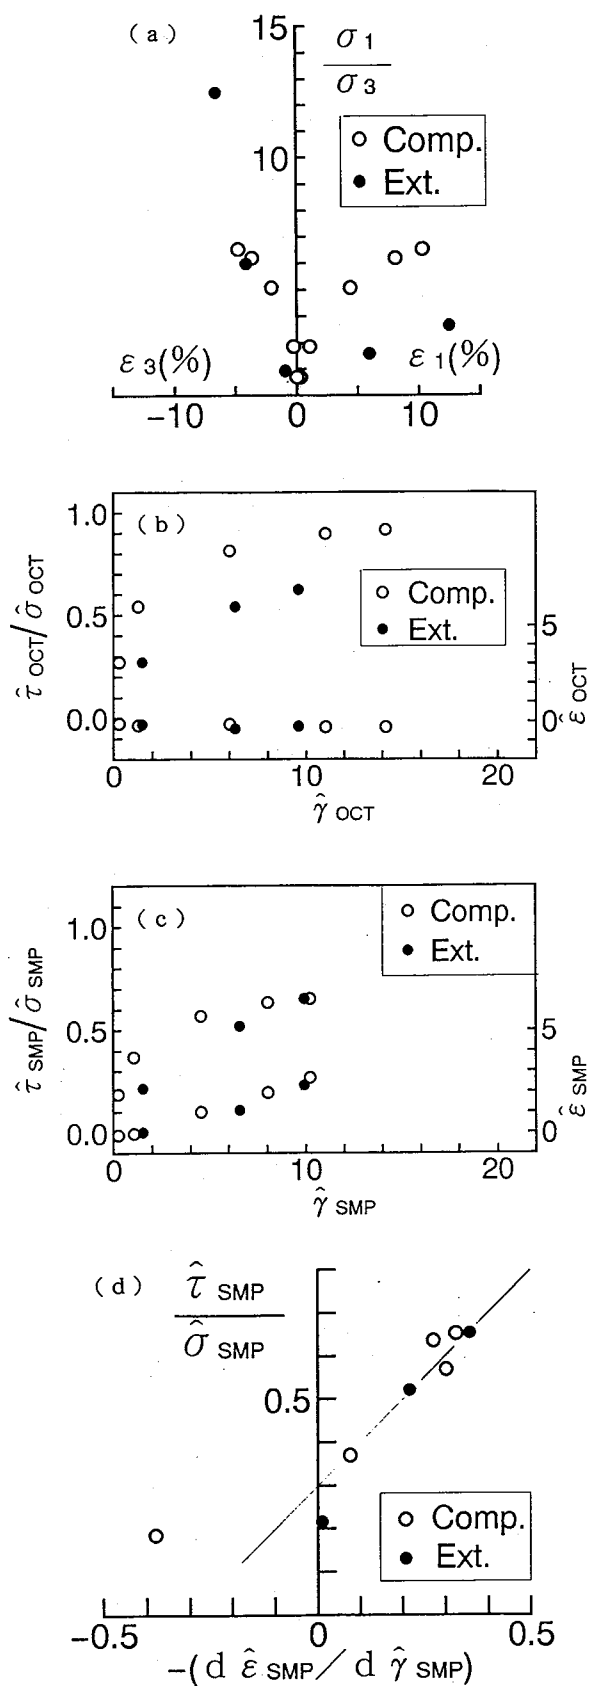 (a)
15
σ1
σ3
Comp.
Ext.
10
ε3(%)
ε1(%)
−10 0 10
(b)
1.0
0.5
0.0
τ̂OCT/σ̂OCT
Comp.
Ext.
5
0
ε̂OCT
0 10 20
γ̂OCT
(c)
1.0
0.5
0.0
τ̂SMP/σ̂SMP
Comp.
Ext.
5
0
ε̂SMP
0 10 20
γ̂SMP
(d)
τ̂SMP
σ̂SMP
0.5
Comp.
Ext.
-0.5 0 0.5
-(d ε̂SMP/d γ̂SMP)